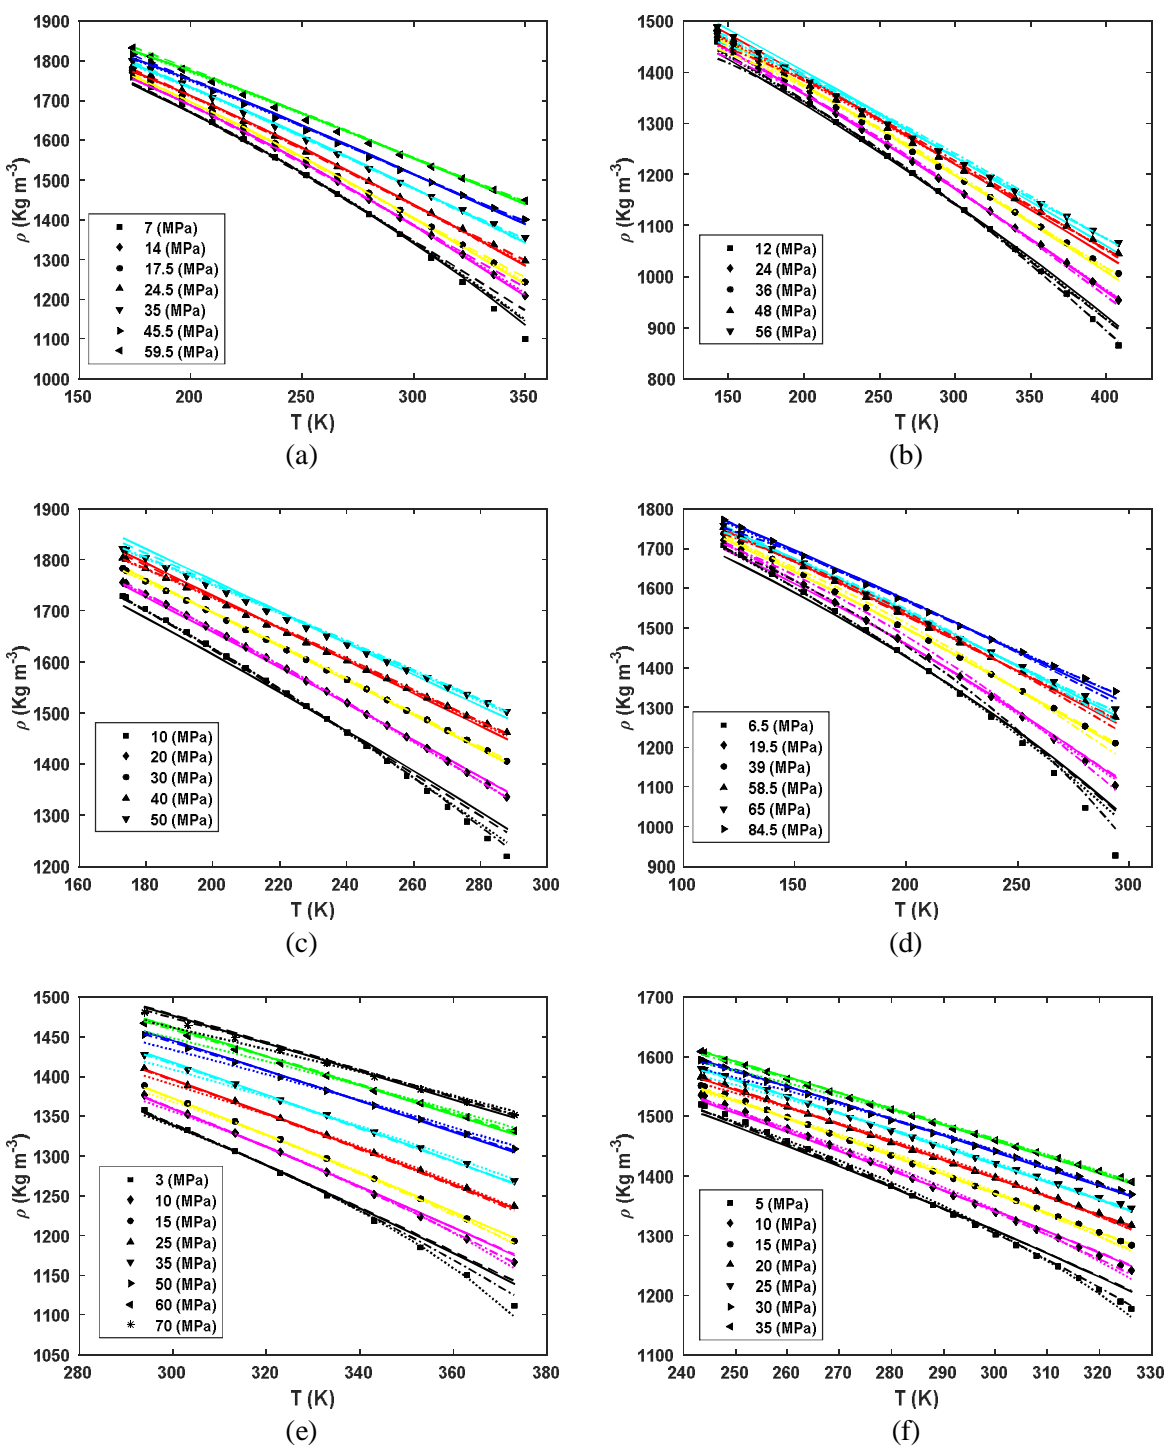 1900
1800
1700
1600
1500
1400
1300
1200
1100
1000
ρ (Kg m⁻³)
7 (MPa)
14 (MPa)
17.5 (MPa)
24.5 (MPa)
35 (MPa)
45.5 (MPa)
59.5 (MPa)
150 200 250 300 350
T (K)
(a)
1500
1400
1300
1200
1100
1000
900
800
ρ (Kg m⁻³)
12 (MPa)
24 (MPa)
36 (MPa)
48 (MPa)
56 (MPa)
150 200 250 300 350 400
T (K)
(b)
1900
1800
1700
1600
1500
1400
1300
1200
ρ (Kg m⁻³)
10 (MPa)
20 (MPa)
30 (MPa)
40 (MPa)
50 (MPa)
160 180 200 220 240 260 280 300
T (K)
(c)
1800
1700
1600
1500
1400
1300
1200
1100
1000
900
ρ (Kg m⁻³)
6.5 (MPa)
19.5 (MPa)
39 (MPa)
58.5 (MPa)
65 (MPa)
84.5 (MPa)
100 150 200 250 300
T (K)
(d)
1500
1450
1400
1350
1300
1250
1200
1150
1100
1050
ρ (Kg m⁻³)
3 (MPa)
10 (MPa)
15 (MPa)
25 (MPa)
35 (MPa)
50 (MPa)
60 (MPa)
70 (MPa)
280 300 320 340 360 380
T (K)
(e)
1700
1600
1500
1400
1300
1200
1100
ρ (Kg m⁻³)
5 (MPa)
10 (MPa)
15 (MPa)
20 (MPa)
25 (MPa)
30 (MPa)
35 (MPa)
240 250 260 270 280 290 300 310 320 330
T (K)
(f)